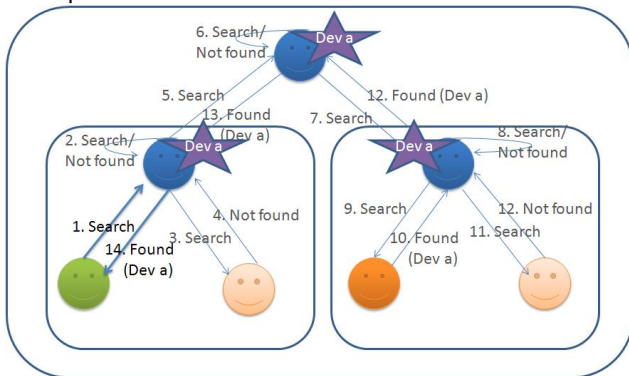 6. Search/
Not found
Dev a
5. Search
13. Found
(Dev a)
12. Found (Dev a)
7. Search
2. Search/
Not found
Dev a
Dev a
8. Search/
Not found
1. Search
14. Found
(Dev a)
4. Not found
3. Search
9. Search
10. Found
(Dev a)
12. Not found
11. Search